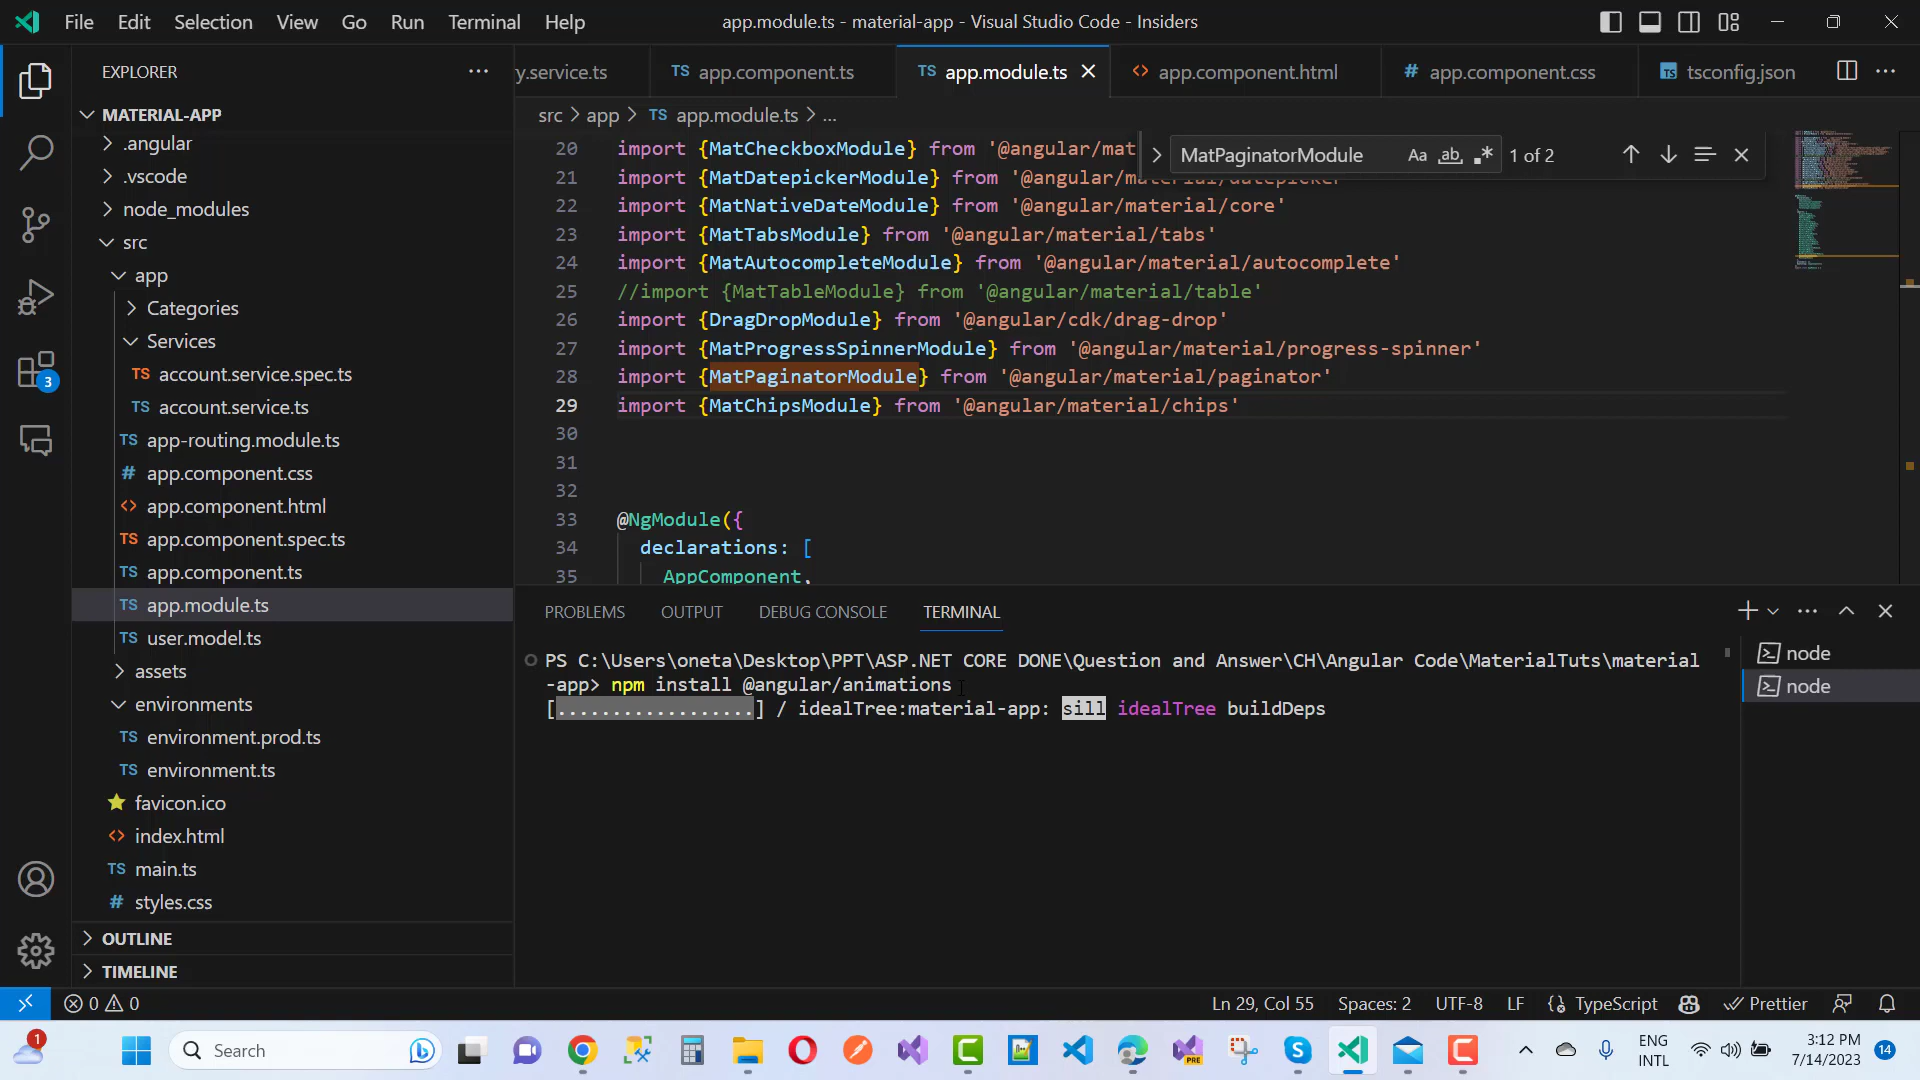 File Edit Selection View Go Run Terminal Help
app.module.ts - material-app - Visual Studio Code - Insiders
EXPLORER
MATERIAL-APP
.angular
.vscode
node_modules
src
app
Categories
Services
TS account.service.spec.ts
TS account.service.ts
TS app-routing.module.ts
# app.component.css
<> app.component.html
TS app.component.spec.ts
TS app.component.ts
TS app.module.ts
TS user.model.ts
assets
environments
TS environment.prod.ts
TS environment.ts
favicon.ico
<> index.html
TS main.ts
# styles.css
OUTLINE
TIMELINE
3
y.service.ts
TS app.component.ts
TS app.module.ts
<> app.component.html
# app.component.css
TS tsconfig.json
src > app > TS app.module.ts > ...
MatPaginatorModule Aa ab .* 1 of 2
20 import {MatCheckboxModule} from '@angular/mat
21 import {MatDatepickerModule} from '@angular/material/datepicker'
22 import {MatNativeDateModule} from '@angular/material/core'
23 import {MatTabsModule} from '@angular/material/tabs'
24 import {MatAutocompleteModule} from '@angular/material/autocomplete'
25 //import {MatTableModule} from '@angular/material/table'
26 import {DragDropModule} from '@angular/cdk/drag-drop'
27 import {MatProgressSpinnerModule} from '@angular/material/progress-spinner'
28 import {MatPaginatorModule} from '@angular/material/paginator'
29 import {MatChipsModule} from '@angular/material/chips'
30
31
32
33 @NgModule({
34 declarations: [
35 AppComponent,
PROBLEMS OUTPUT DEBUG CONSOLE TERMINAL
PS C:\Users\oneta\Desktop\PPT\ASP.NET CORE DONE\Question and Answer\CH\Angular Code\MaterialTuts\material
-app> npm install @angular/animations
[..................] / idealTree:material-app: sill idealTree buildDeps
node
node
0 0
Ln 29, Col 55 Spaces: 2 UTF-8 LF {} TypeScript Prettier
1
Search
PRE
ENG
INTL
3:12 PM
7/14/2023
14